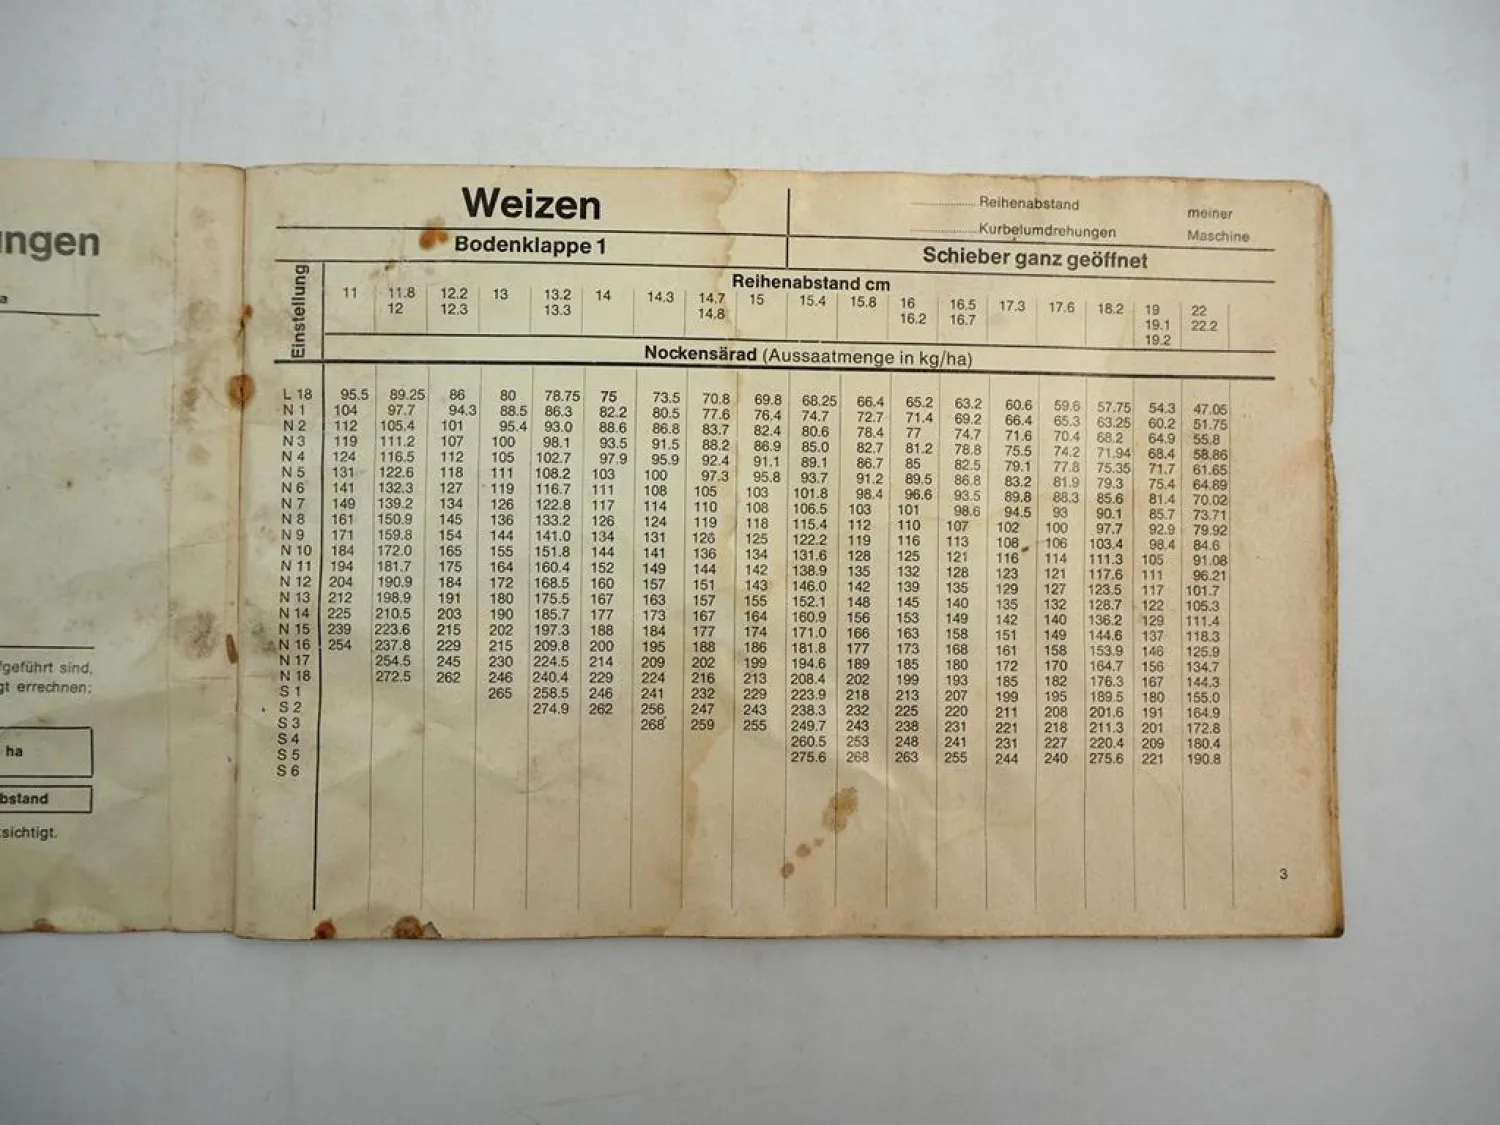 ngen
a
geführt sind,
gt errechnen:
ha
bstand
sichtigt.
Weizen
Reihenabstand
meiner
Kurbelumdrehungen
Maschine
Bodenklappe 1
Schieber ganz geöffnet
Einstellung
Reihenabstand cm
11 11.8 12.2 13 13.2 14 14.3 14.7 15 15.4 15.8 16 16.5 17.3 17.6 18.2 19 22
12 12.3 13.3 14.8 16.2 16.7 19.1 22.2
19.2
Nockensärad (Aussaatmenge in kg/ha)
L 18 95.5 89.25 86 80 78.75 75 73.5 70.8 69.8 68.25 66.4 65.2 63.2 60.6 59.6 57.75 54.3 47.05
N 1 104 97.7 94.3 88.5 86.3 82.2 80.5 77.6 76.4 74.7 72.7 71.4 69.2 66.4 65.3 63.25 60.2 51.75
N 2 112 105.4 101 95.4 93.0 88.6 86.8 83.7 82.4 80.6 78.4 77 74.7 71.6 70.4 68.2 64.9 55.8
N 3 119 111.2 107 100 98.1 93.5 91.5 88.2 86.9 85.0 82.7 81.2 78.8 75.5 74.2 71.94 68.4 58.86
N 4 124 116.5 112 105 102.7 97.9 95.9 92.4 91.1 89.1 86.7 85 82.5 79.1 77.8 75.35 71.7 61.65
N 5 131 122.6 118 111 108.2 103 100 97.3 95.8 93.7 91.2 89.5 86.8 83.2 81.9 79.3 75.4 64.89
N 6 141 132.3 127 119 116.7 111 108 105 103 101.8 98.4 96.6 93.5 89.8 88.3 85.6 81.4 70.02
N 7 149 139.2 134 126 122.8 117 114 110 108 106.5 103 101 98.6 94.5 93 90.1 85.7 73.71
N 8 161 150.9 145 136 133.2 126 124 119 118 115.4 112 110 107 102 100 97.7 92.9 79.92
N 9 171 159.8 154 144 141.0 134 131 126 125 122.2 119 116 113 108 106 103.4 98.4 84.6
N 10 184 172.0 165 155 151.8 144 141 136 134 131.6 128 125 121 116 114 111.3 105 91.08
N 11 194 181.7 175 164 160.4 152 149 144 142 138.9 135 132 128 123 121 117.6 111 96.21
N 12 204 190.9 184 172 168.5 160 157 151 143 146.0 142 139 135 129 127 123.5 117 101.7
N 13 212 198.9 191 180 175.5 167 163 157 155 152.1 148 145 140 135 132 128.7 122 105.3
N 14 225 210.5 203 190 185.7 177 173 167 164 160.9 156 153 149 142 140 136.2 129 111.4
N 15 239 223.6 215 202 197.3 188 184 177 174 171.0 166 163 158 151 149 144.6 137 118.3
N 16 254 237.8 229 215 209.8 200 195 188 186 181.8 177 173 168 161 158 153.9 146 125.9
N 17 254.5 245 230 224.5 214 209 202 199 194.6 189 185 180 172 170 164.7 156 134.7
N 18 272.5 262 246 240.4 229 224 216 213 208.4 202 199 193 185 182 176.3 167 144.3
S 1 265 258.5 246 241 232 229 223.9 218 213 207 199 195 189.5 180 155.0
S 2 274.9 262 256 247 243 238.3 232 225 220 211 208 201.6 191 164.9
S 3 268 259 255 249.7 243 238 231 221 218 211.3 201 172.8
S 4 260.5 253 248 241 231 227 220.4 209 180.4
S 5 275.6 268 263 255 244 240 275.6 221 190.8
S 6
3